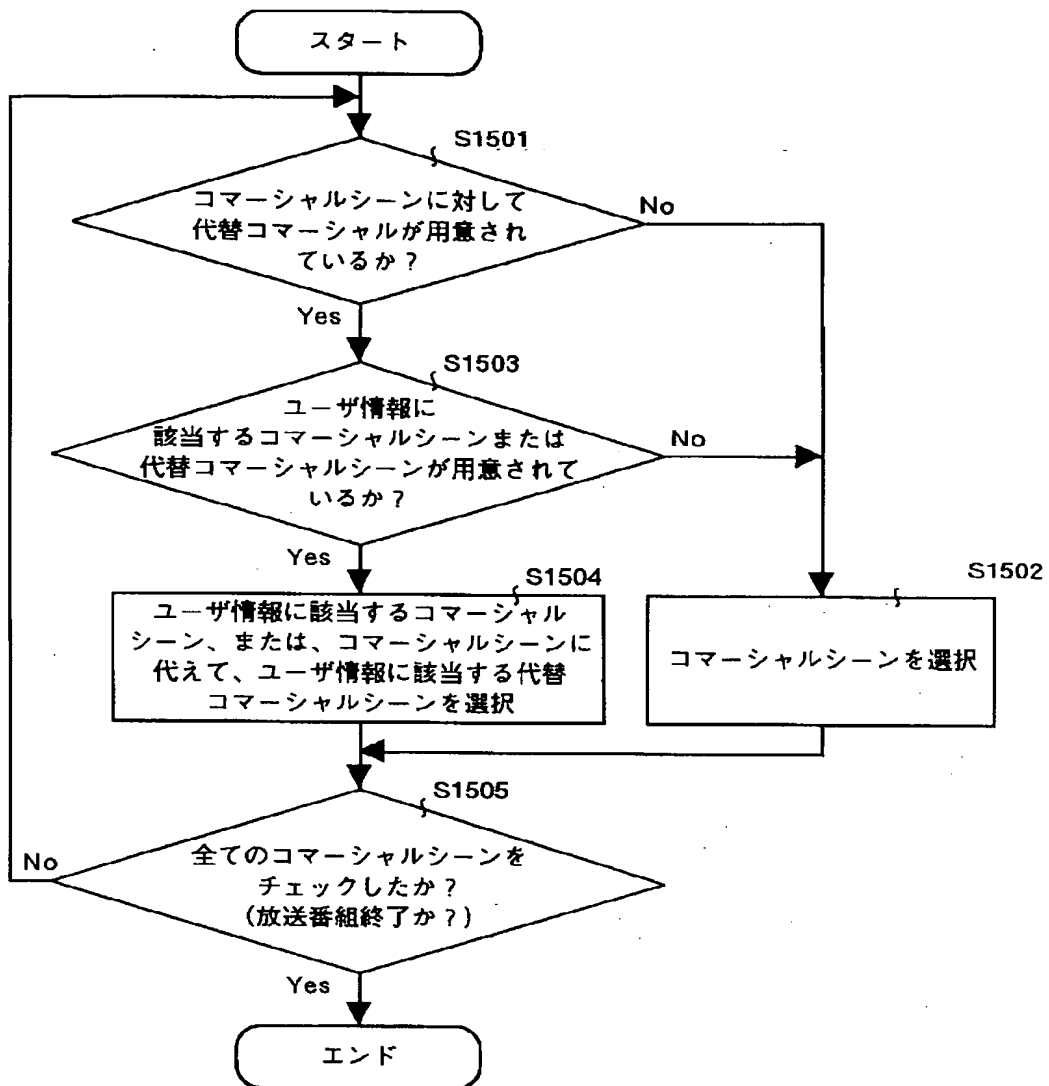 スタート
S1501
コマーシャルシーンに対して
代替コマーシャルが用意され
ているか?
No
Yes
S1503
ユーザ情報に
該当するコマーシャルシーンまたは
代替コマーシャルシーンが用意されて
いるか?
No
Yes
S1504
ユーザ情報に該当するコマーシャル
シーン、または、コマーシャルシーンに
代えて、ユーザ情報に該当する代替
コマーシャルシーンを選択
S1502
コマーシャルシーンを選択
S1505
全てのコマーシャルシーンを
チェックしたか?
(放送番組終了か?)
No
Yes
エンド